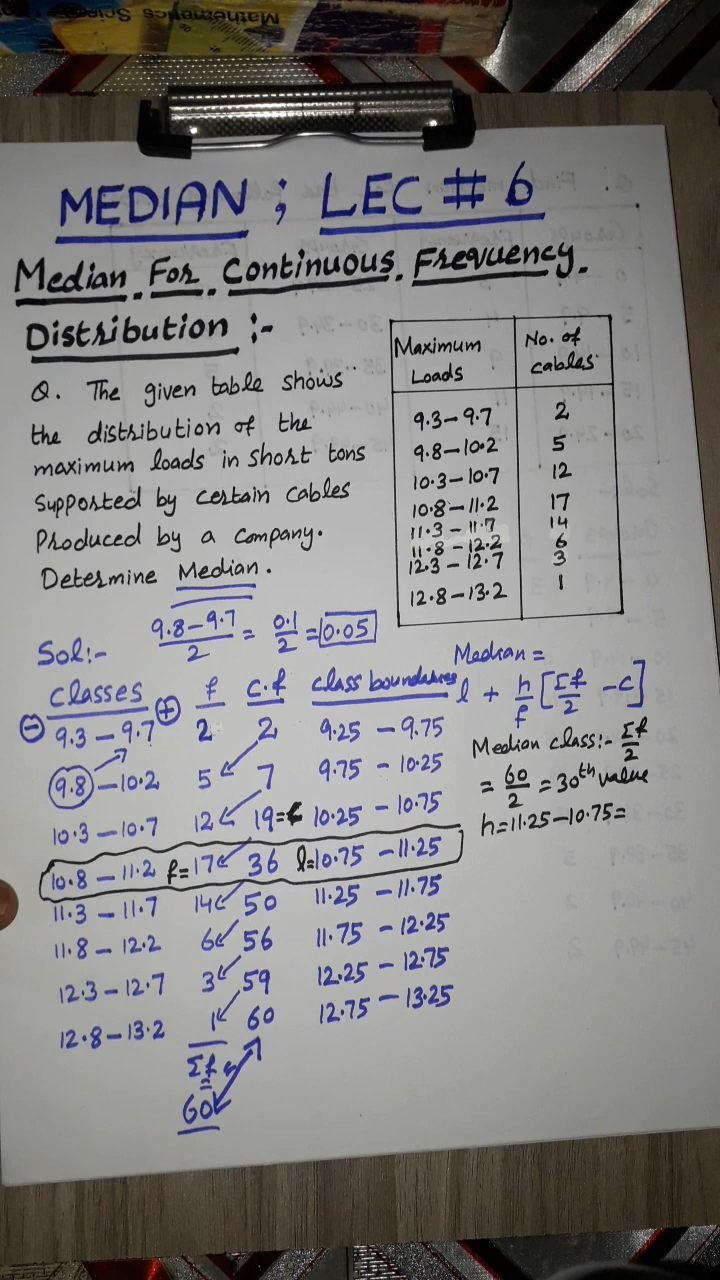 Mathematics Scien
MEDIAN ; LEC # 6
Median For Continuous Frequency
Distribution :-
Q. The given table shows
the distribution of the
maximum loads in short tons
Supported by certain cables
Produced by a company.
Determine Median.
Maximum Loads No. of cables
9.3-9.7 2
9.8-10.2 5
10.3-10.7 12
10.8-11.2 17
11.3-11.7 14
11.8-12.2 6
12.3-12.7 3
12.8-13.2 1
Sol:- 9.8-9.7/2 = 0.1/2 = 0.05
classes f c.f class boundaries
⊖ 9.3-9.7 ⊕ 2 2 9.25-9.75
9.8-10.2 5 7 9.75-10.25
10.3-10.7 12 19=c 10.25-10.75
10.8-11.2 f=17 36 l=10.75-11.25
11.3-11.7 14 50 11.25-11.75
11.8-12.2 6 56 11.75-12.25
12.3-12.7 3 59 12.25-12.75
12.8-13.2 1 60 12.75-13.25
Σf =
60
Median =
l + h/f [Σf/2 - c]
Median class:- Σf/2
= 60/2 = 30th value
h=11.25-10.75=